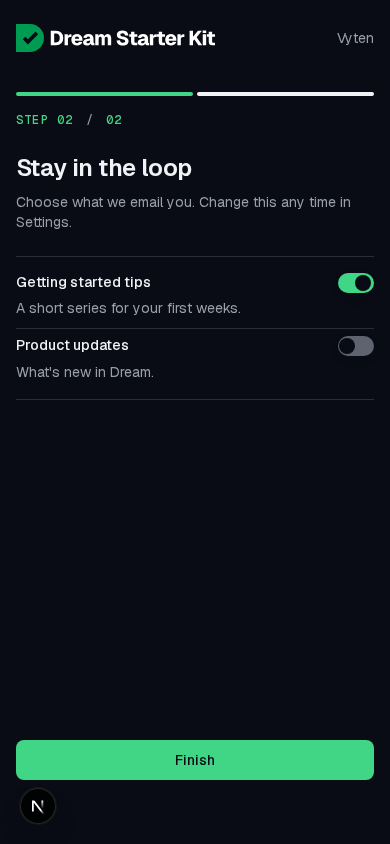 Dream Starter Kit
Vyten
STEP 02 / 02
Stay in the loop
Choose what we email you. Change this any time in
Settings.
Getting started tips
A short series for your first weeks.
Product updates
What's new in Dream.
Finish
N